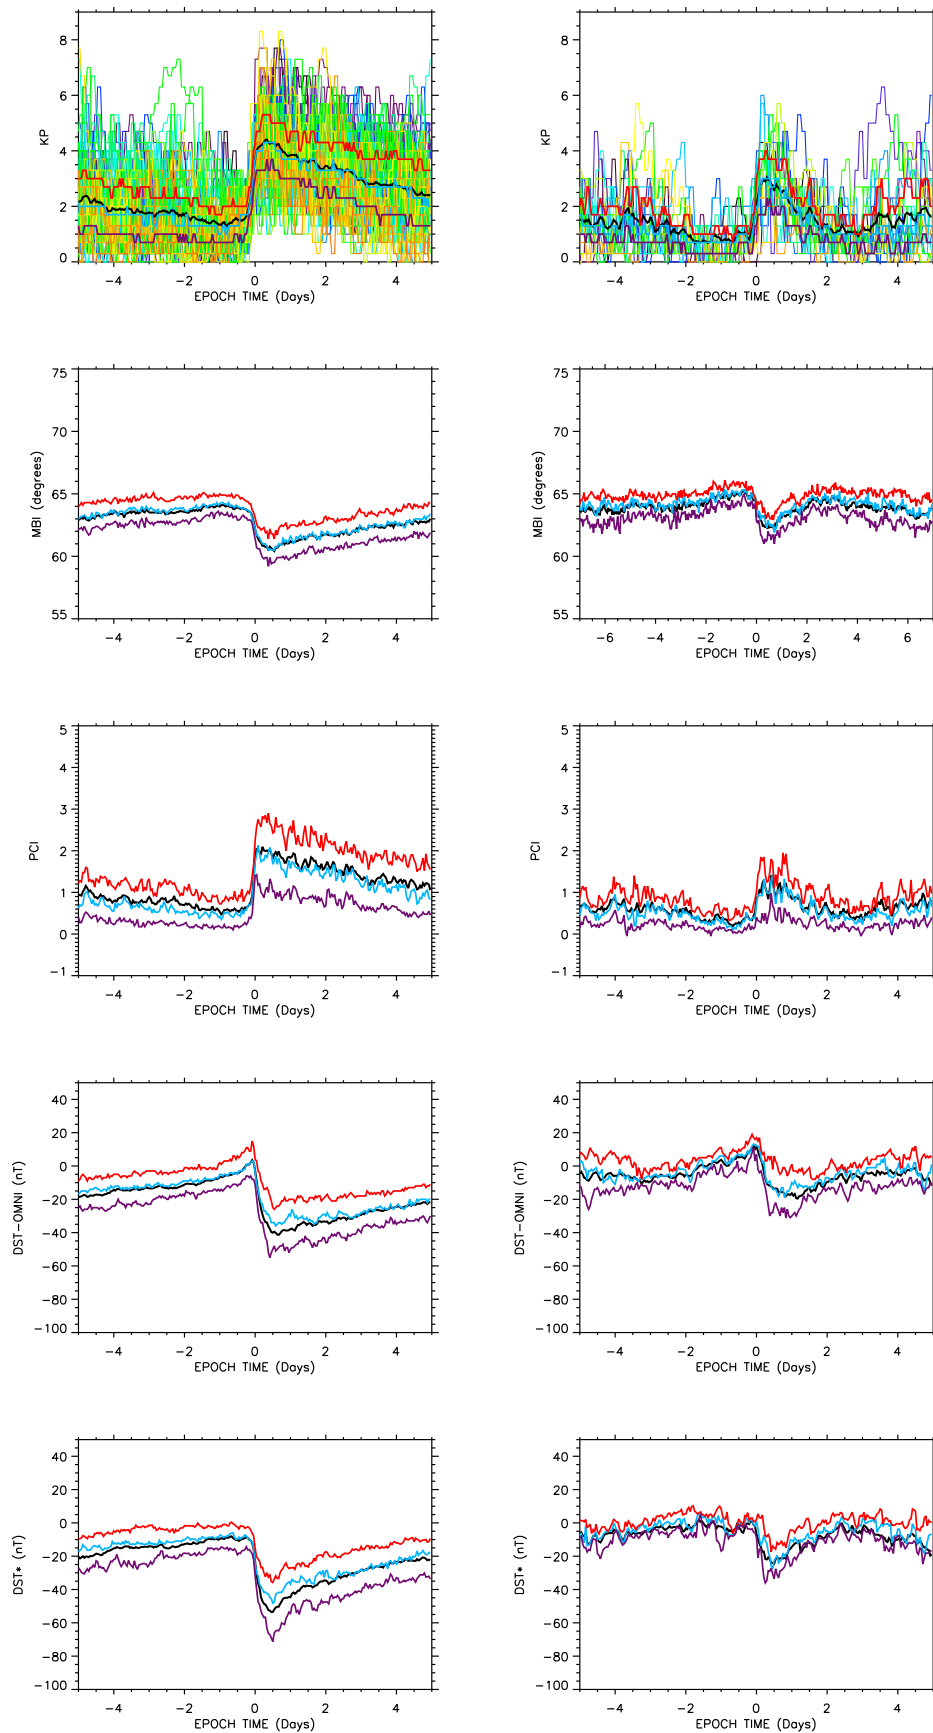 8
6
4
2
0
KP
-4 -2 0 2 4
EPOCH TIME (Days)
8
6
4
2
0
KP
-4 -2 0 2 4
EPOCH TIME (Days)
75
70
65
60
55
MBI (degrees)
-4 -2 0 2 4
EPOCH TIME (Days)
75
70
65
60
55
MBI (degrees)
-6 -4 -2 0 2 4 6
EPOCH TIME (Days)
5
4
3
2
1
0
-1
PCI
-4 -2 0 2 4
EPOCH TIME (Days)
5
4
3
2
1
0
-1
PCI
-4 -2 0 2 4
EPOCH TIME (Days)
40
20
0
-20
-40
-60
-80
-100
DST-OMNI (nT)
-4 -2 0 2 4
EPOCH TIME (Days)
40
20
0
-20
-40
-60
-80
-100
DST-OMNI (nT)
-4 -2 0 2 4
EPOCH TIME (Days)
40
20
0
-20
-40
-60
-80
-100
DST* (nT)
-4 -2 0 2 4
EPOCH TIME (Days)
40
20
0
-20
-40
-60
-80
-100
DST* (nT)
-4 -2 0 2 4
EPOCH TIME (Days)